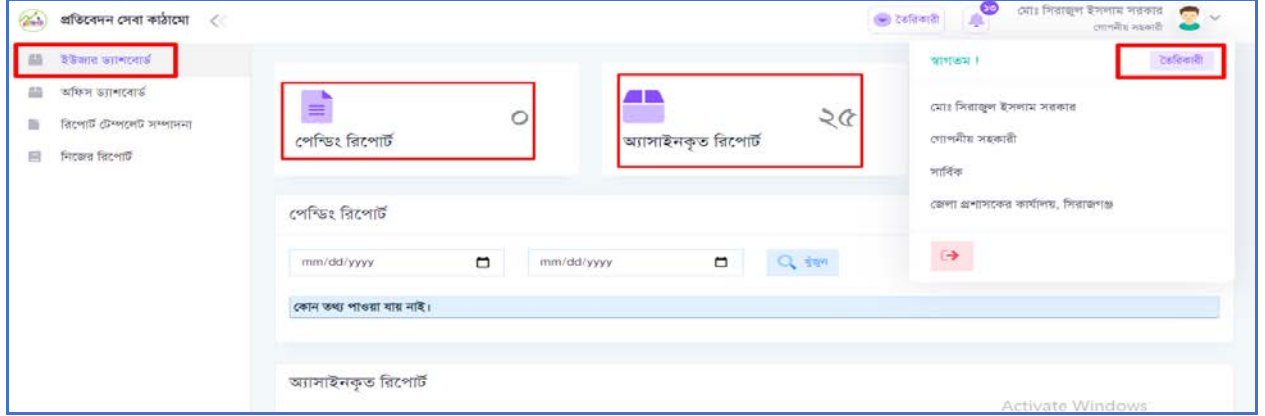 প্রতিবেদন সেবা কাঠামো
তৈরিকারী
১৩
মোঃ সিরাজুল ইসলাম সরকার
গোপনীয় সহকারী
ইউজার ড্যাশবোর্ড
অফিস ড্যাশবোর্ড
রিপোর্ট টেম্পলেট সম্পাদনা
নিজের রিপোর্ট
পেন্ডিং রিপোর্ট
০
অ্যাসাইনকৃত রিপোর্ট
২৫
স্বাগতম !
তৈরিকারী
মোঃ সিরাজুল ইসলাম সরকার
গোপনীয় সহকারী
সার্বিক
জেলা প্রশাসকের কার্যালয়, সিরাজগঞ্জ
পেন্ডিং রিপোর্ট
mm/dd/yyyy
mm/dd/yyyy
খুঁজুন
কোন তথ্য পাওয়া যায় নাই।
অ্যাসাইনকৃত রিপোর্ট
Activate Windows